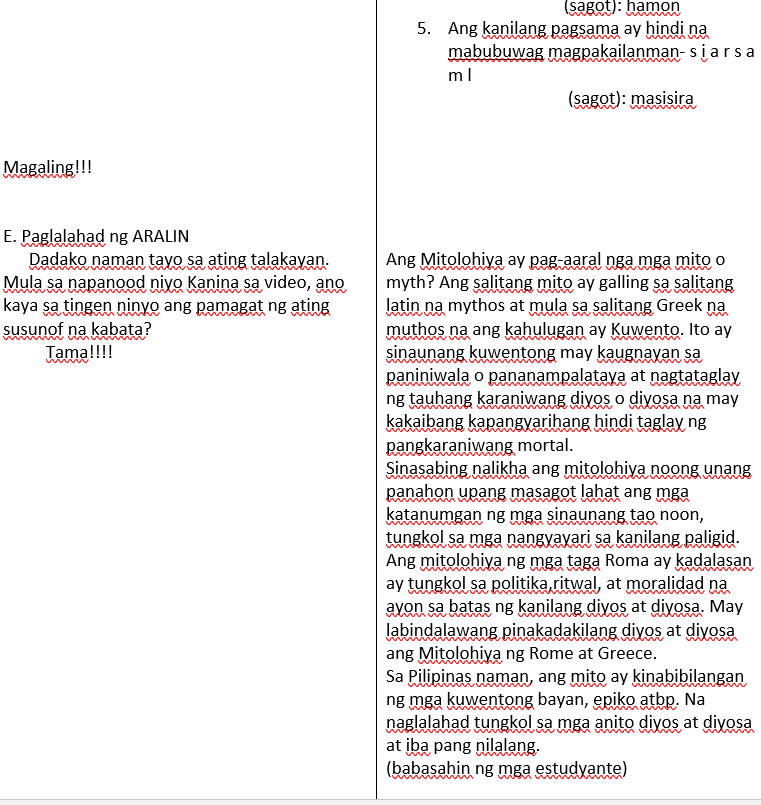 (sagot): hamon
5. Ang kanilang pagsama ay hindi na
mabubuwag magpakailanman- s i a r s a
m l
(sagot): masisira
Magaling!!!
E. Paglalahad ng ARALIN
Dadako naman tayo sa ating talakayan.
Mula sa napanood niyo Kanina sa video, ano
kaya sa tingen ninyo ang pamagat ng ating
susunof na kabata?
Tama!!!!
Ang Mitolohiya ay pag-aaral nga mga mito o
myth? Ang salitang mito ay galling sa salitang
latin na mythos at mula sa salitang Greek na
muthos na ang kahulugan ay Kuwento. Ito ay
sinaunang kuwentong may kaugnayan sa
paniniwala o pananampalataya at nagtataglay
ng tauhang karaniwang diyos o diyosa na may
kakaibang kapangyarihang hindi taglay ng
pangkaraniwang mortal.
Sinasabing nalikha ang mitolohiya noong unang
panahon upang masagot lahat ang mga
katanumgan ng mga sinaunang tao noon,
tungkol sa mga nangyayari sa kanilang paligid.
Ang mitolohiya ng mga taga Roma ay kadalasan
ay tungkol sa politika,ritwal, at moralidad na
ayon sa batas ng kanilang diyos at diyosa. May
labindalawang pinakadakilang diyos at diyosa
ang Mitolohiya ng Rome at Greece.
Sa Pilipinas naman, ang mito ay kinabibilangan
ng mga kuwentong bayan, epiko atbp. Na
naglalahad tungkol sa mga anito diyos at diyosa
at iba pang nilalang.
(babasahin ng mga estudyante)